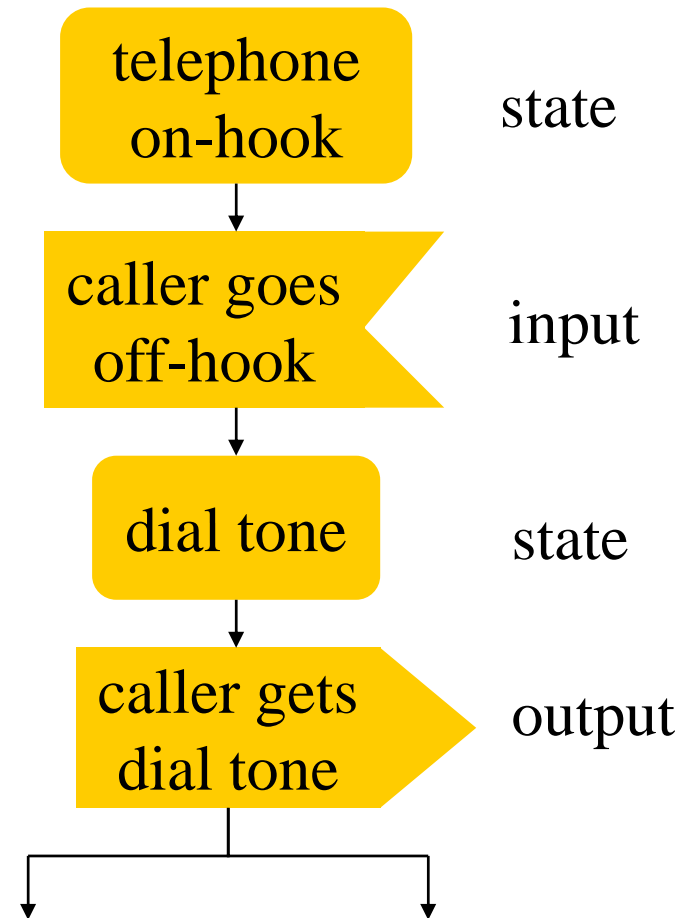 telephone
on-hook
state
caller goes
off-hook
input
dial tone
state
caller gets
dial tone
output